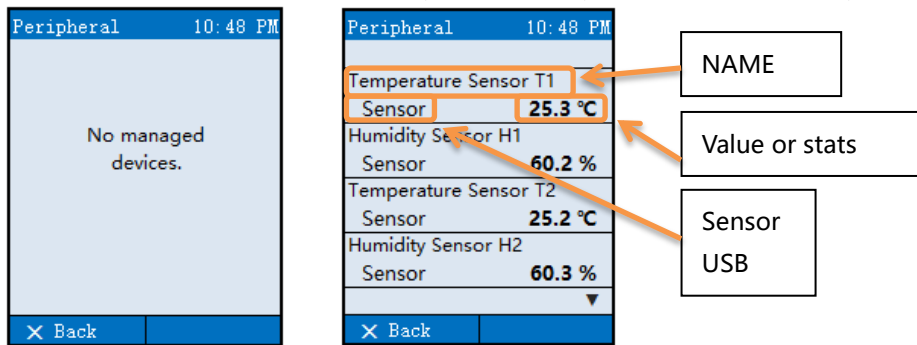 Peripheral 10:48 PM
No managed
devices.
X Back
Peripheral 10:48 PM
Temperature Sensor T1
Sensor 25.3 ℃
Humidity Sensor H1
Sensor 60.2 %
Temperature Sensor T2
Sensor 25.2 ℃
Humidity Sensor H2
Sensor 60.3 %
▼
X Back
NAME
Value or stats
Sensor
USB